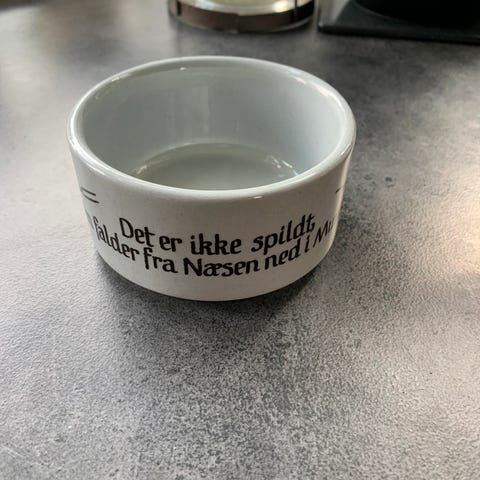 Det er ikke spildt,
falder fra Næsen ned i